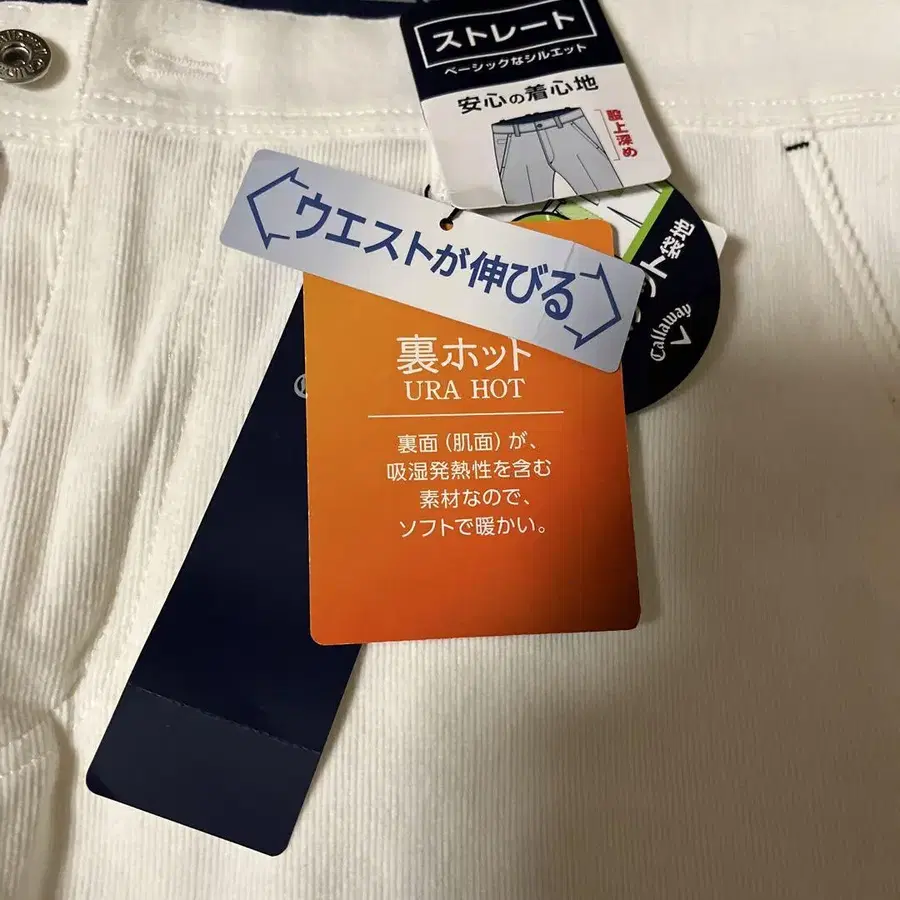 ストレート
ベーシックなシルエット
安心の着心地
股上深め
ウエストが伸びる
袋地
Callaway
裏ホット
URA HOT
裏面（肌面）が、
吸湿発熱性を含む
素材なので、
ソフトで暖かい。